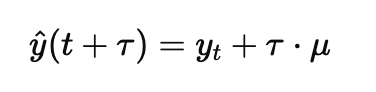 ŷ(t + τ) = yₜ + τ · μ